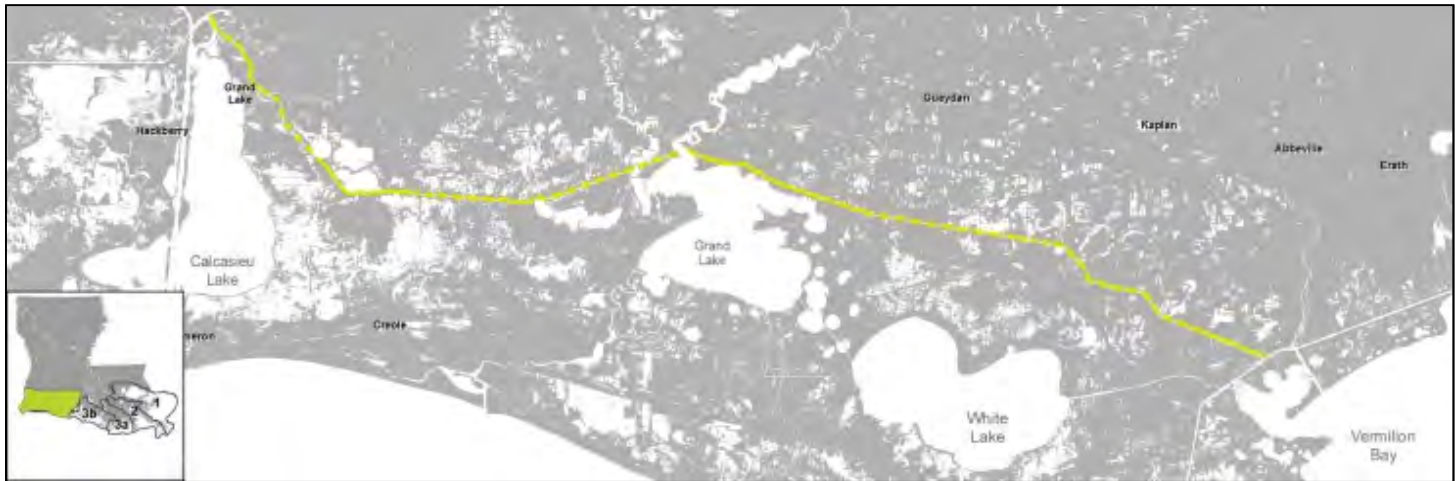 Grand
Lake
Gueydan
Hackberry
Kaplan
Abbeville
Erath
Grand
Lake
Calcasieu
Lake
Creole
meron
White
Lake
Vermilion
Bay
1
2
3b
3a